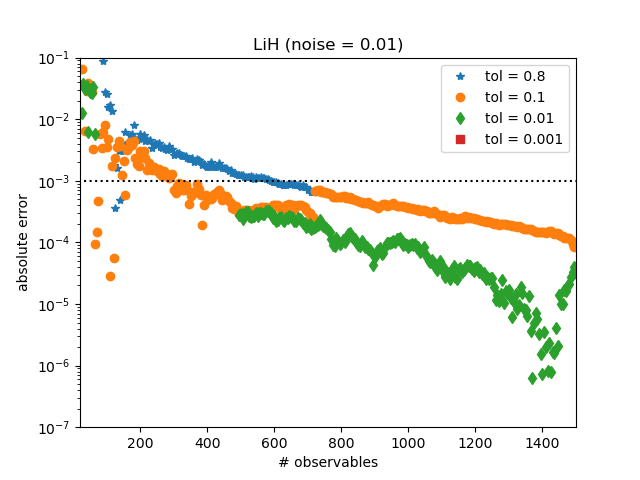 LiH (noise = 0.01)
tol = 0.8
tol = 0.1
tol = 0.01
tol = 0.001
absolute error
10⁻¹
10⁻²
10⁻³
10⁻⁴
10⁻⁵
10⁻⁶
10⁻⁷
200 400 600 800 1000 1200 1400
# observables